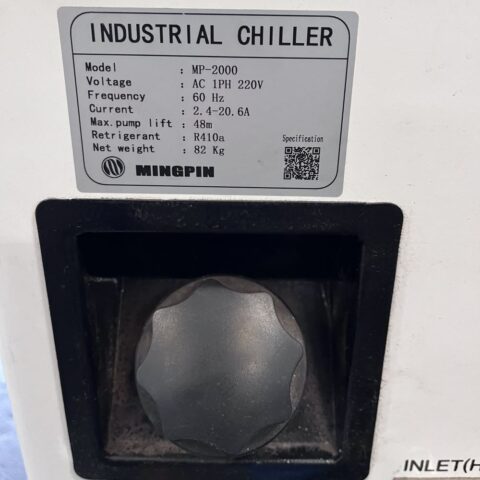 INDUSTRIAL CHILLER
Model : MP-2000
Voltage : AC 1PH 220V
Frequency : 60 Hz
Current : 2.4-20.6A
Max.pump lift : 48m
Retrigerant : R410a
Net weight : 82 Kg
Specification
MINGPIN
INLET(H